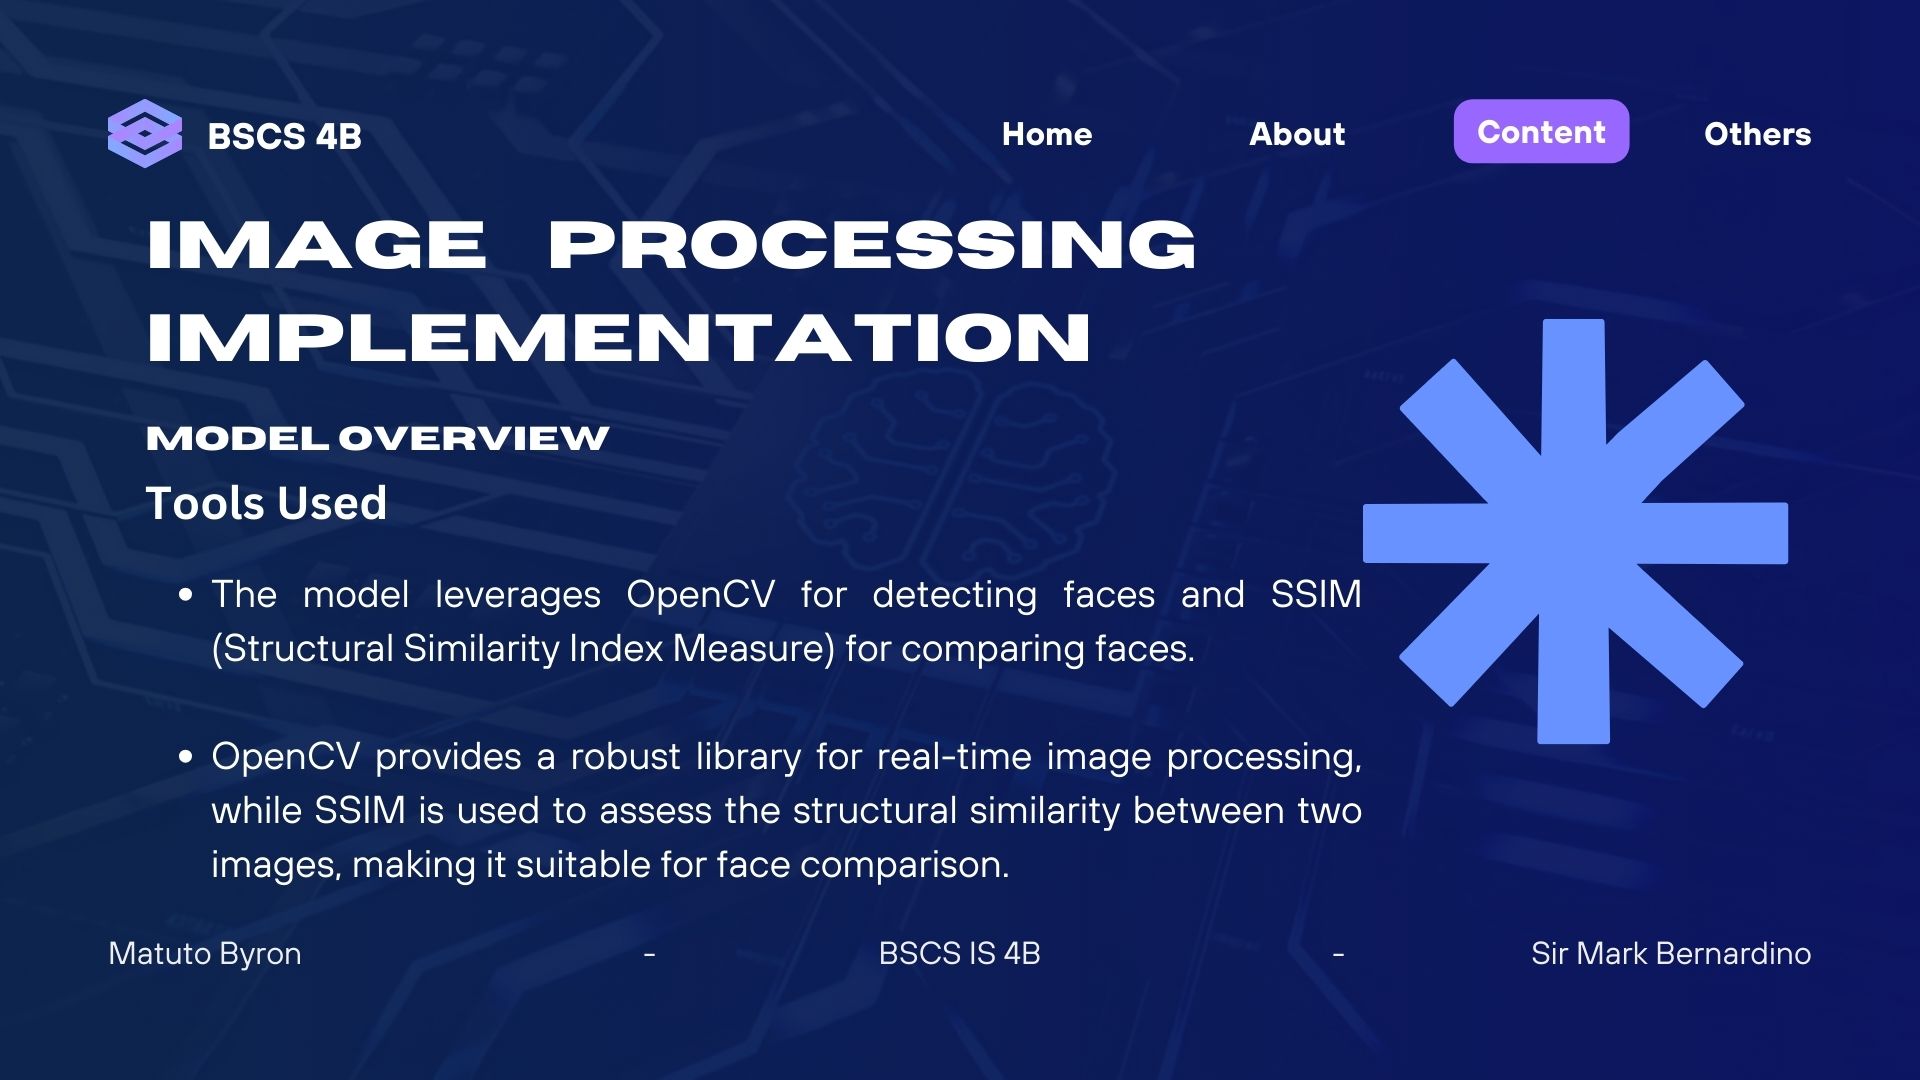 BSCS 4B
Home
About
Content
Others
IMAGE PROCESSING
IMPLEMENTATION
MODEL OVERVIEW
Tools Used
• The model leverages OpenCV for detecting faces and SSIM
(Structural Similarity Index Measure) for comparing faces.
• OpenCV provides a robust library for real-time image processing,
while SSIM is used to assess the structural similarity between two
images, making it suitable for face comparison.
Matuto Byron - BSCS IS 4B - Sir Mark Bernardino